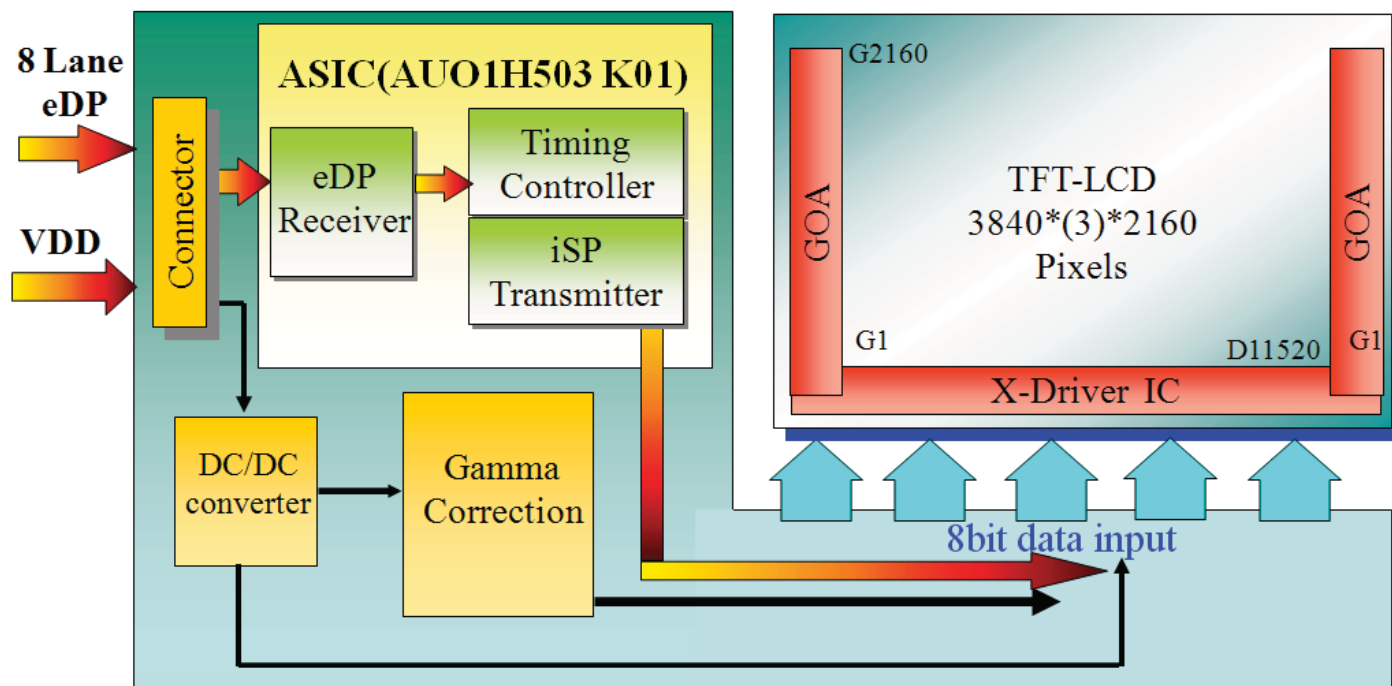 8 Lane
eDP
VDD
Connector
ASIC(AUO1H503 K01)
eDP
Receiver
Timing
Controller
iSP
Transmitter
DC/DC
converter
Gamma
Correction
G2160
GOA
TFT-LCD
3840*(3)*2160
Pixels
GOA
G1
D11520
G1
X-Driver IC
8bit data input